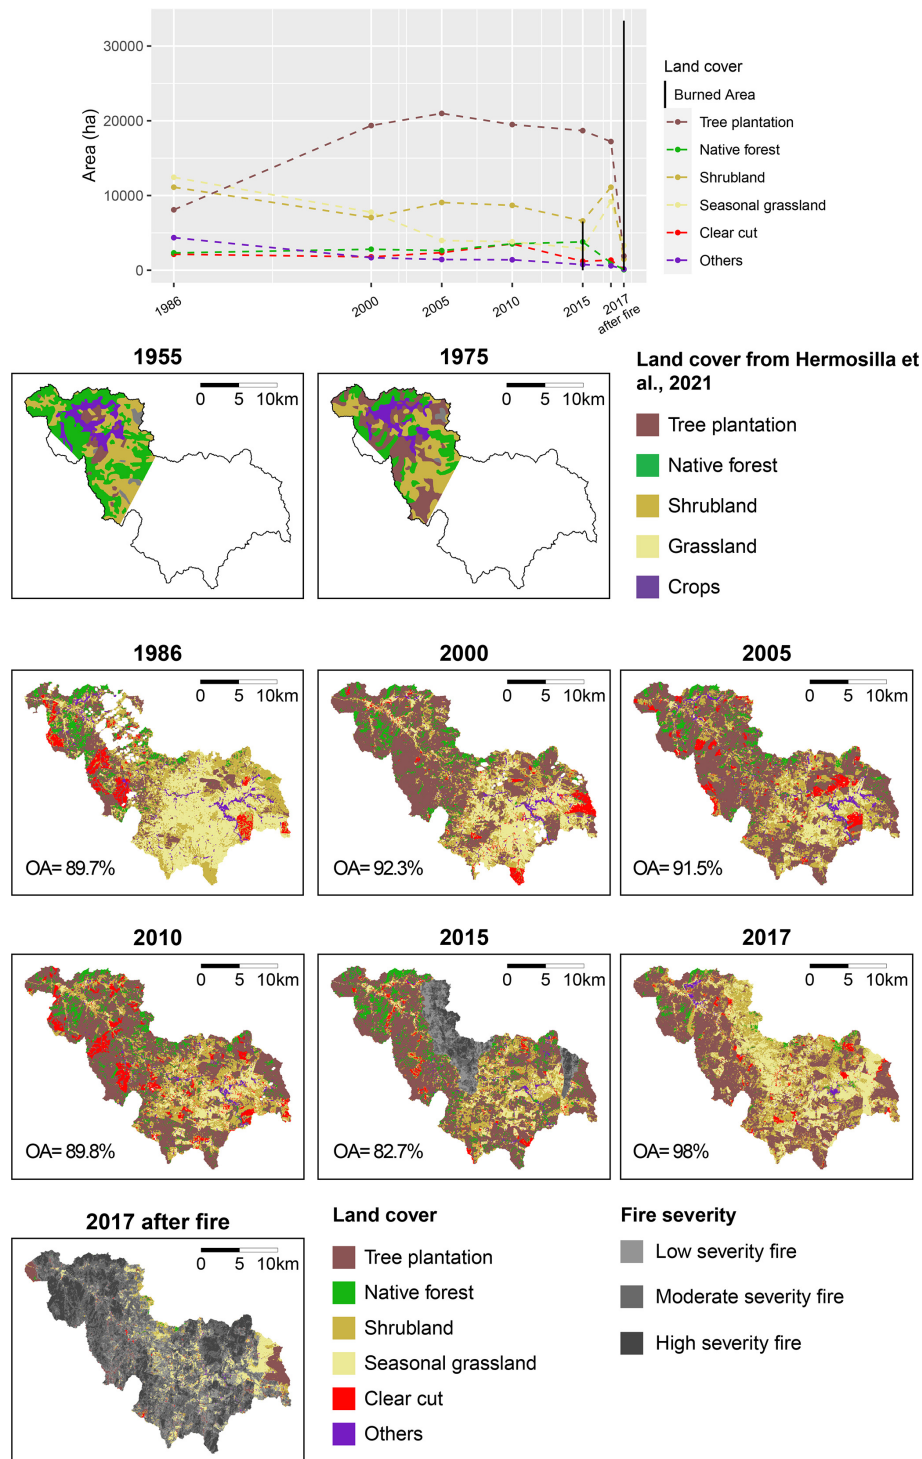 30000
20000
10000
0
Area (ha)
1986
2000
2005
2010
2015
2017
after fire
Land cover
Burned Area
Tree plantation
Native forest
Shrubland
Seasonal grassland
Clear cut
Others
1955
0 5 10km
1975
0 5 10km
Land cover from Hermosilla et
al., 2021
Tree plantation
Native forest
Shrubland
Grassland
Crops
1986
0 5 10km
OA= 89.7%
2000
0 5 10km
OA= 92.3%
2005
0 5 10km
OA= 91.5%
2010
0 5 10km
OA= 89.8%
2015
0 5 10km
OA= 82.7%
2017
0 5 10km
OA= 98%
2017 after fire
0 5 10km
Land cover
Tree plantation
Native forest
Shrubland
Seasonal grassland
Clear cut
Others
Fire severity
Low severity fire
Moderate severity fire
High severity fire